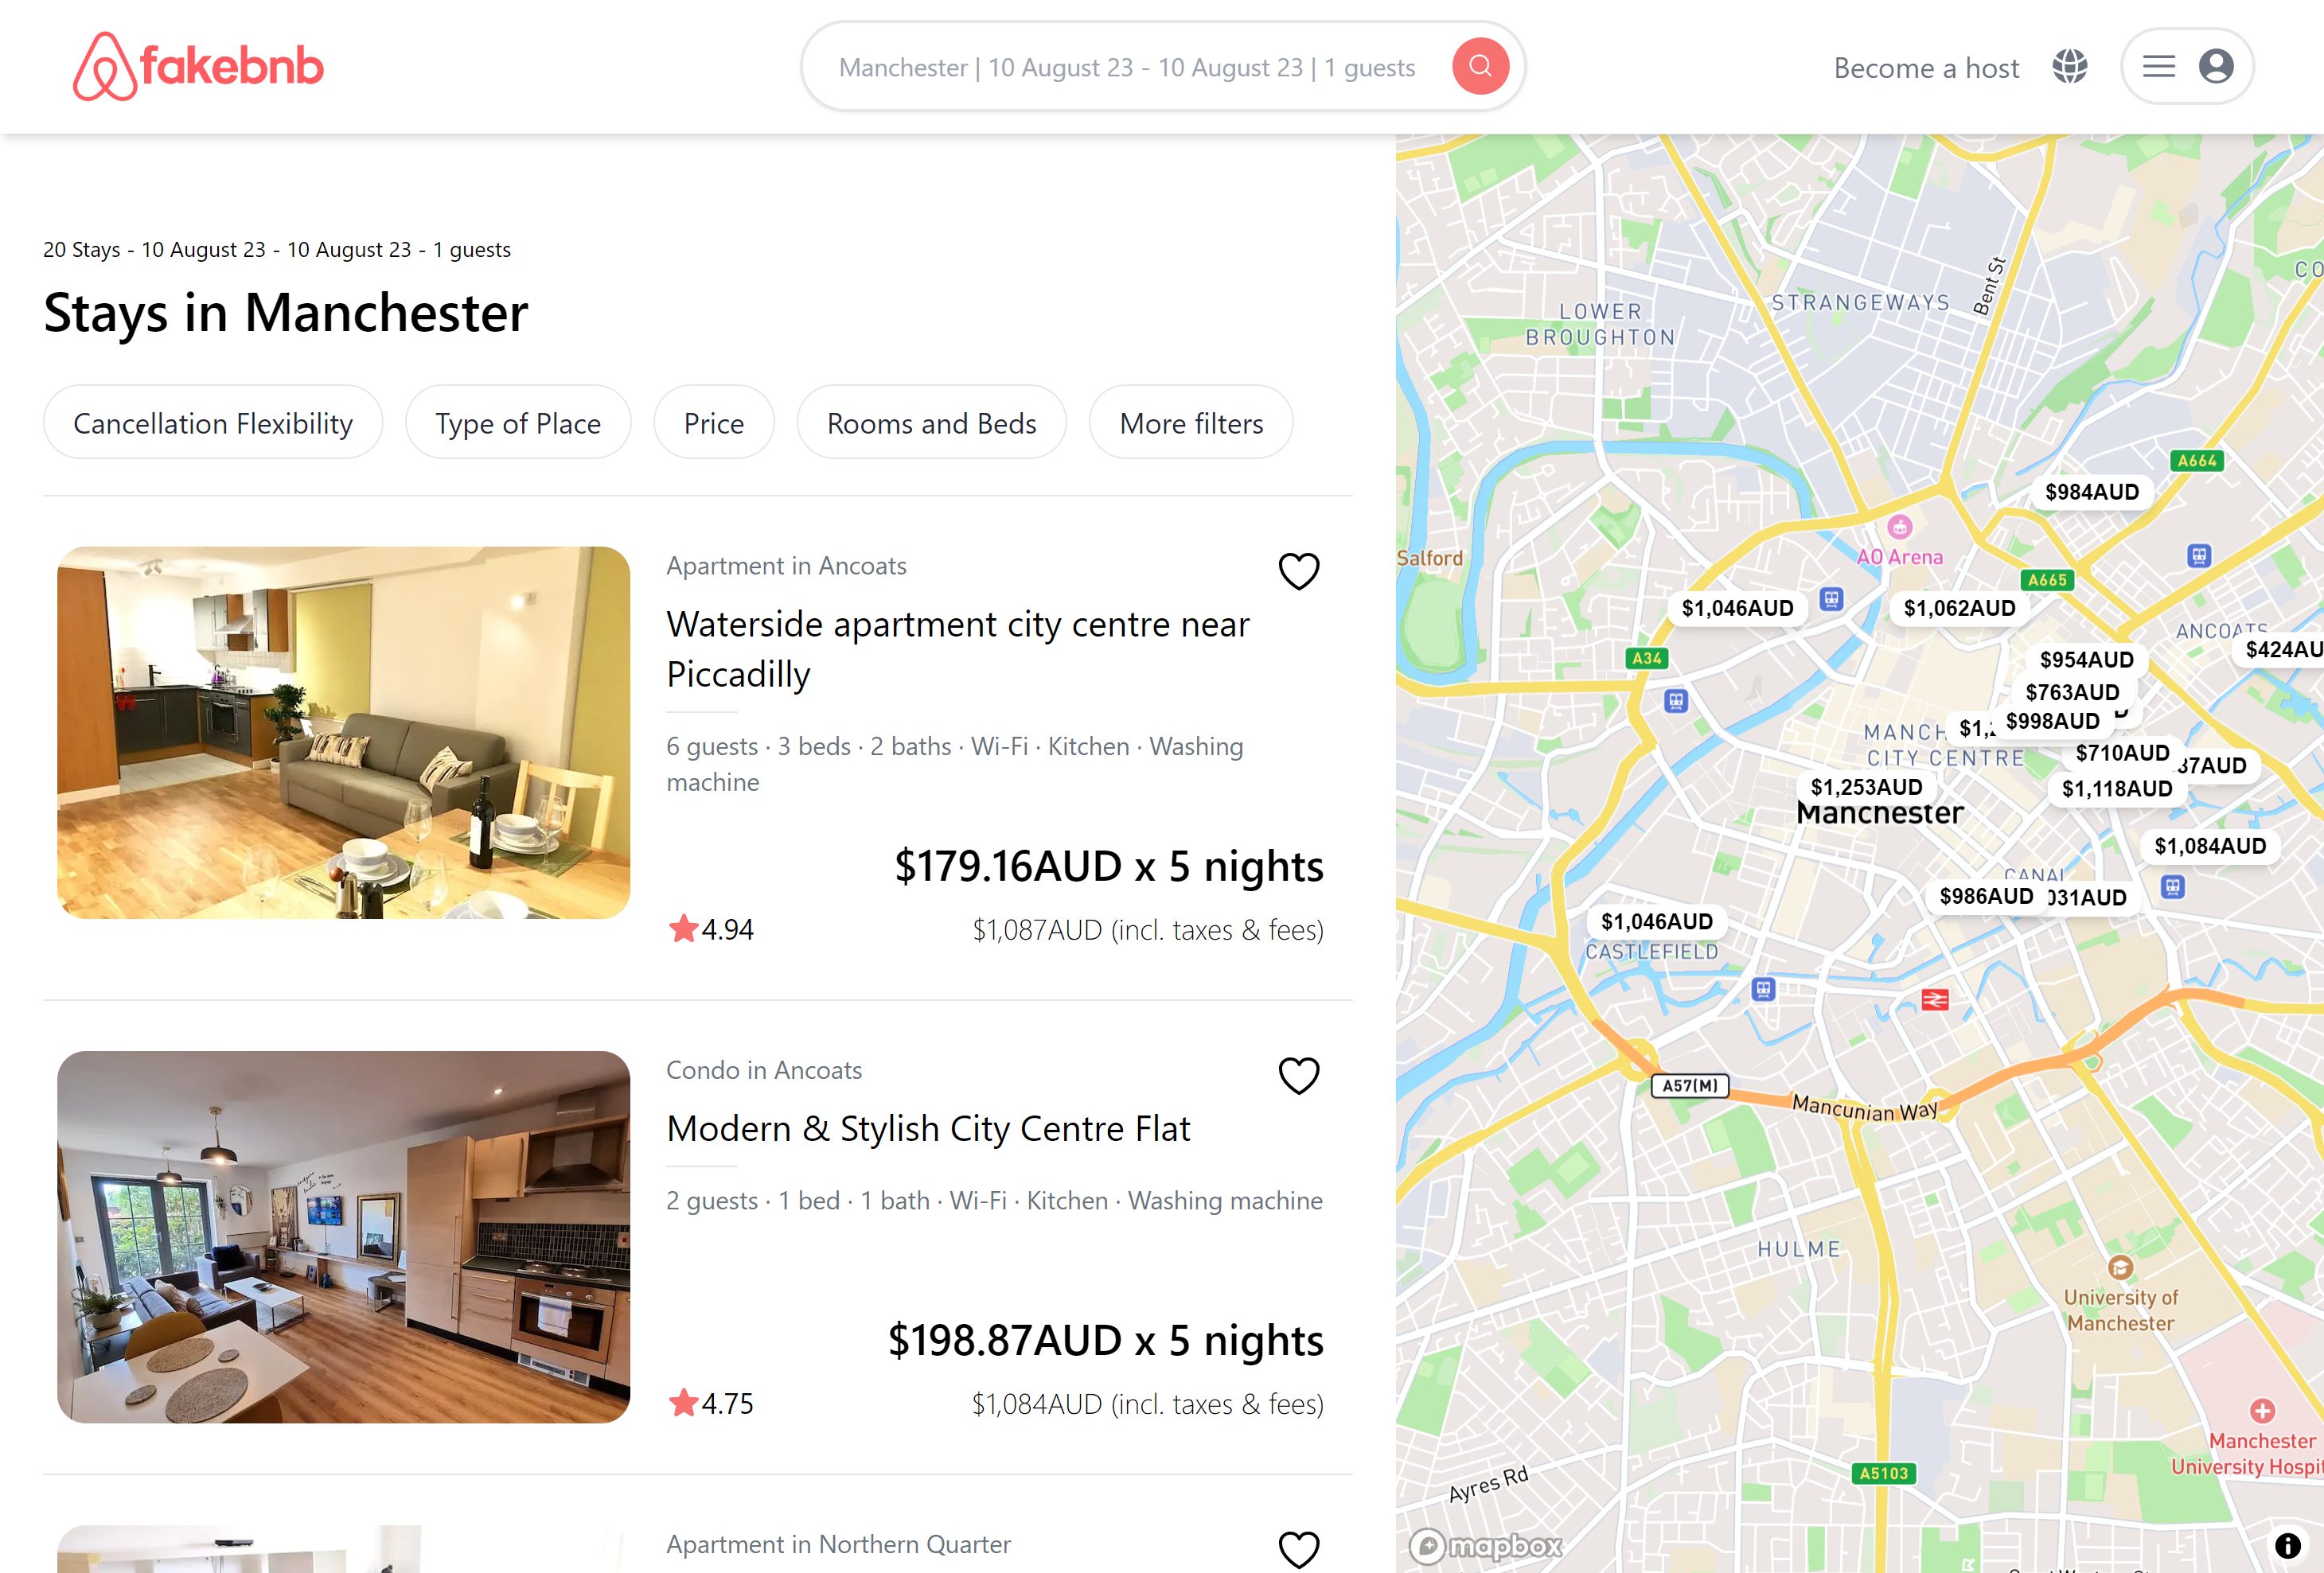 fakebnb
Manchester | 10 August 23 - 10 August 23 | 1 guests
Become a host
20 Stays - 10 August 23 - 10 August 23 - 1 guests
Stays in Manchester
Cancellation Flexibility
Type of Place
Price
Rooms and Beds
More filters
Apartment in Ancoats
Waterside apartment city centre near
Piccadilly
6 guests · 3 beds · 2 baths · Wi-Fi · Kitchen · Washing
machine
$179.16AUD x 5 nights
4.94
$1,087AUD (incl. taxes & fees)
Condo in Ancoats
Modern & Stylish City Centre Flat
2 guests · 1 bed · 1 bath · Wi-Fi · Kitchen · Washing machine
$198.87AUD x 5 nights
4.75
$1,084AUD (incl. taxes & fees)
Apartment in Northern Quarter
LOWER
BROUGHTON
STRANGEWAYS
Bent St
A664
$984AUD
AO Arena
Salford
A665
$1,046AUD
$1,062AUD
ANCOATS
$424AU
A34
$954AUD
$763AUD
$998AUD
MANCH
CITY CENTRE
$710AUD
37AUD
$1,253AUD
$1,118AUD
Manchester
$1,084AUD
CANAL
$986AUD
031AUD
$1,046AUD
CASTLEFIELD
A57(M)
Mancunian Way
HULME
University of
Manchester
Manchester
University Hospi
A5103
Ayres Rd
mapbox